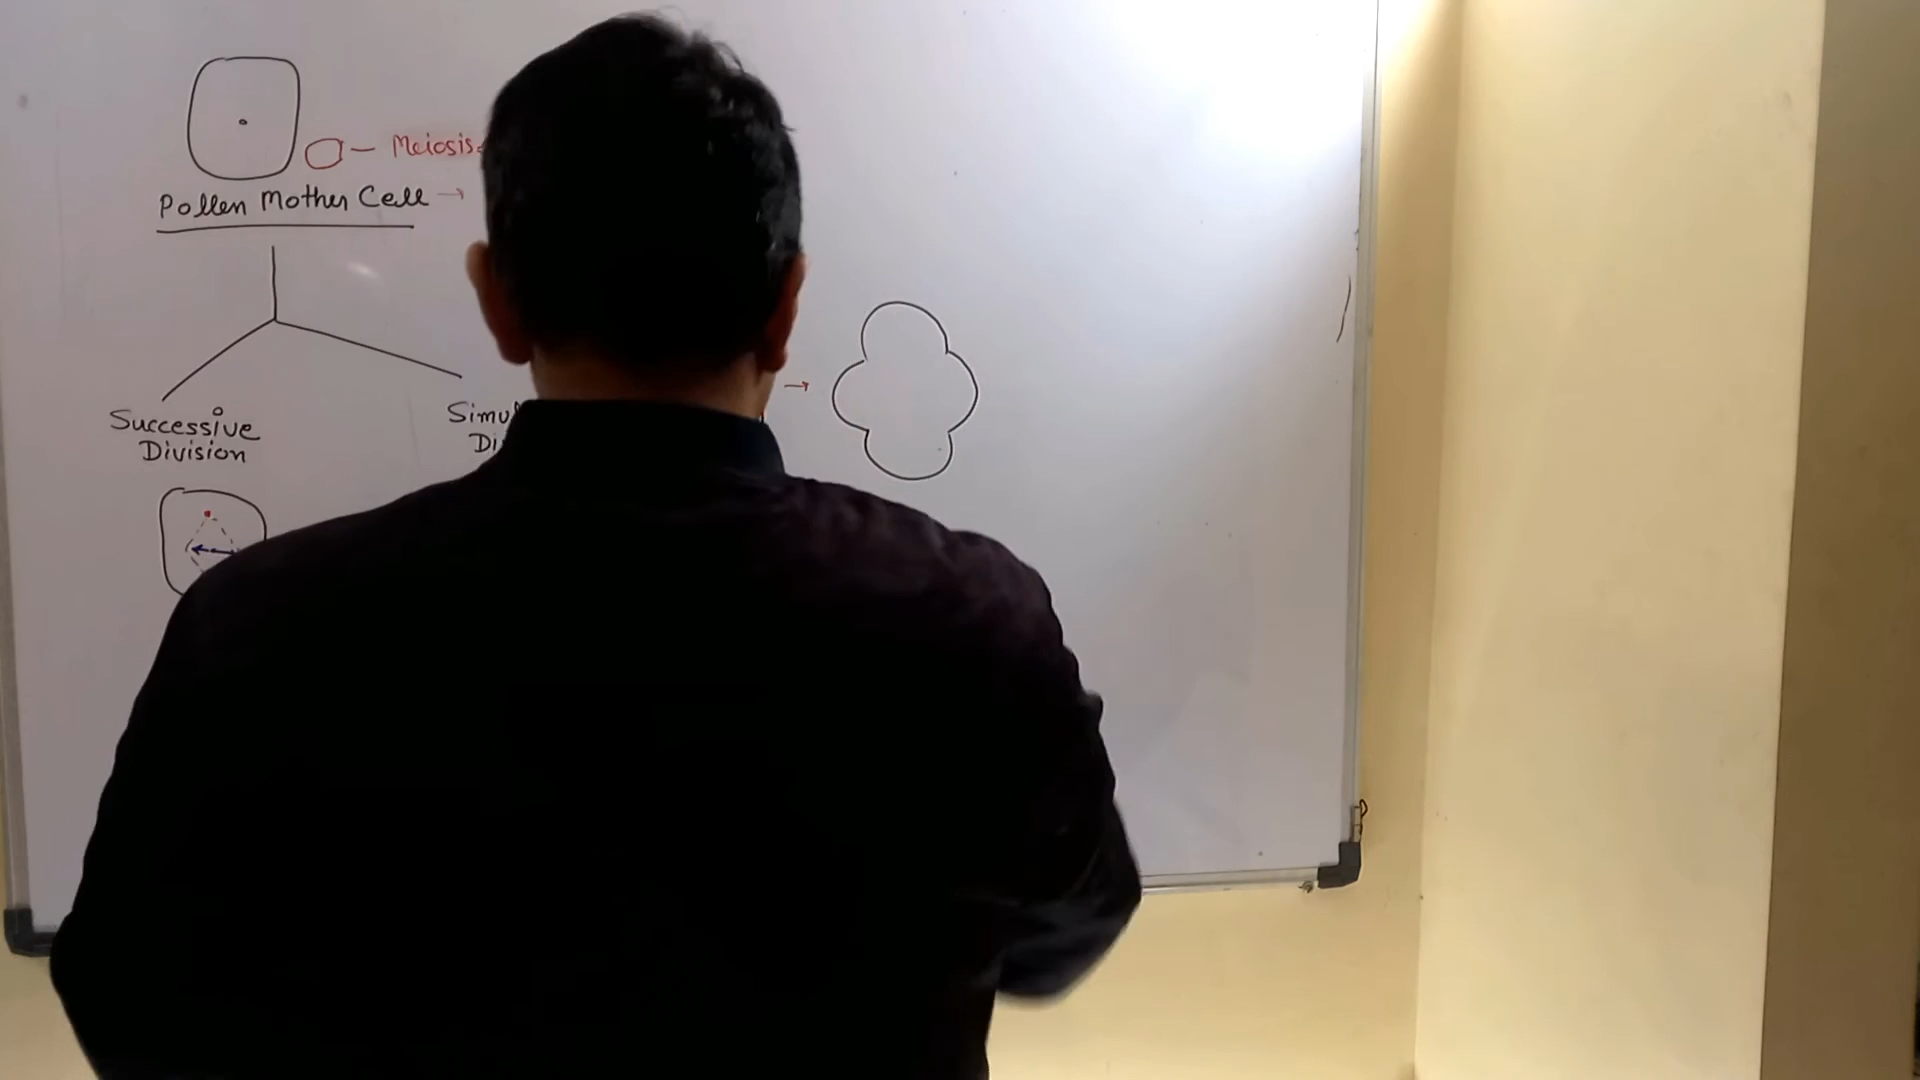 Meiosis
Pollen Mother Cell →
Successive
Division